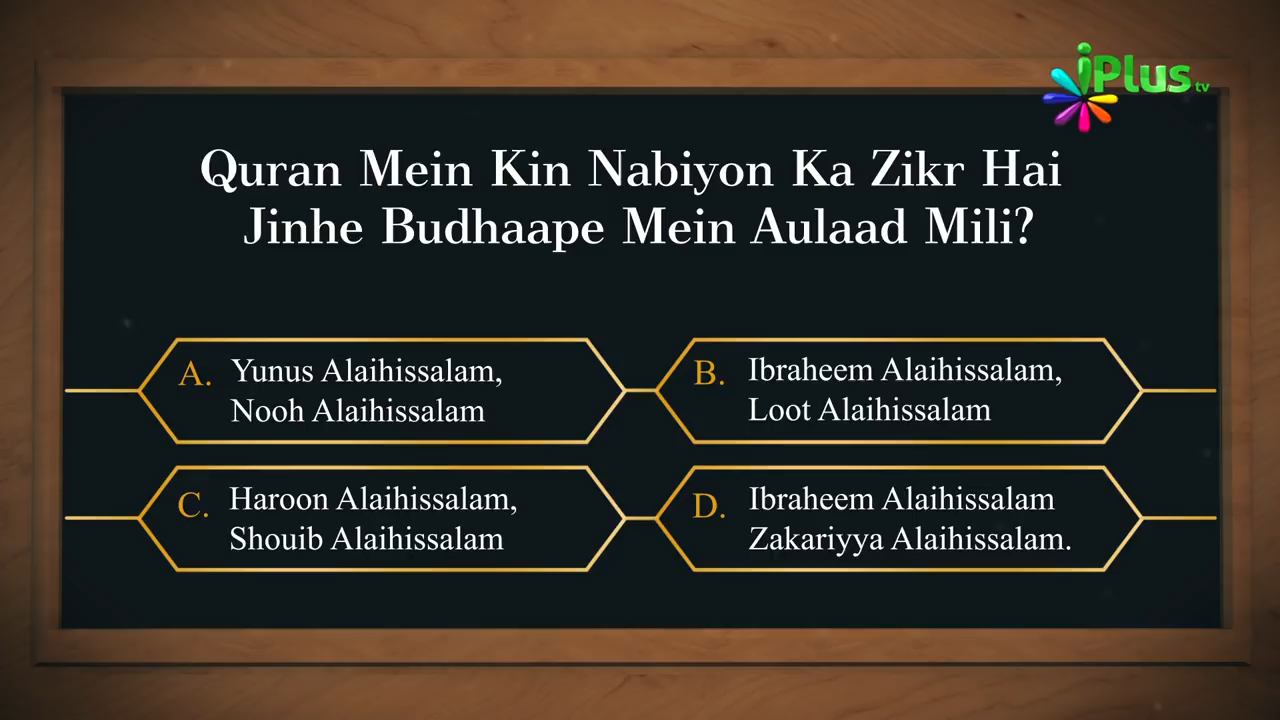 iPlus tv
Quran Mein Kin Nabiyon Ka Zikr Hai
Jinhe Budhaape Mein Aulaad Mili?
A. Yunus Alaihissalam,
Nooh Alaihissalam
B. Ibraheem Alaihissalam,
Loot Alaihissalam
C. Haroon Alaihissalam,
Shouib Alaihissalam
D. Ibraheem Alaihissalam
Zakariyya Alaihissalam.